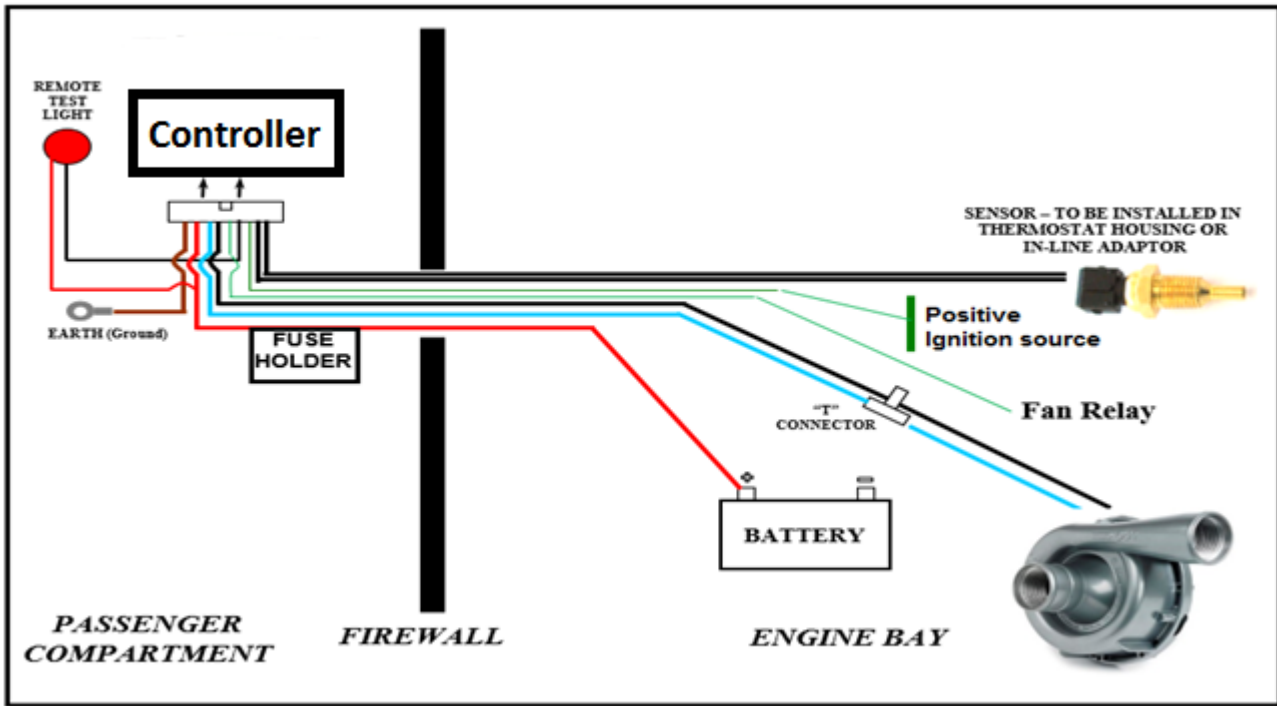 REMOTE
TEST
LIGHT
Controller
SENSOR – TO BE INSTALLED IN
THERMOSTAT HOUSING OR
IN-LINE ADAPTOR
EARTH (Ground)
FUSE
HOLDER
Positive
Ignition source
Fan Relay
"T"
CONNECTOR
+
-
BATTERY
PASSENGER
COMPARTMENT
FIREWALL
ENGINE BAY